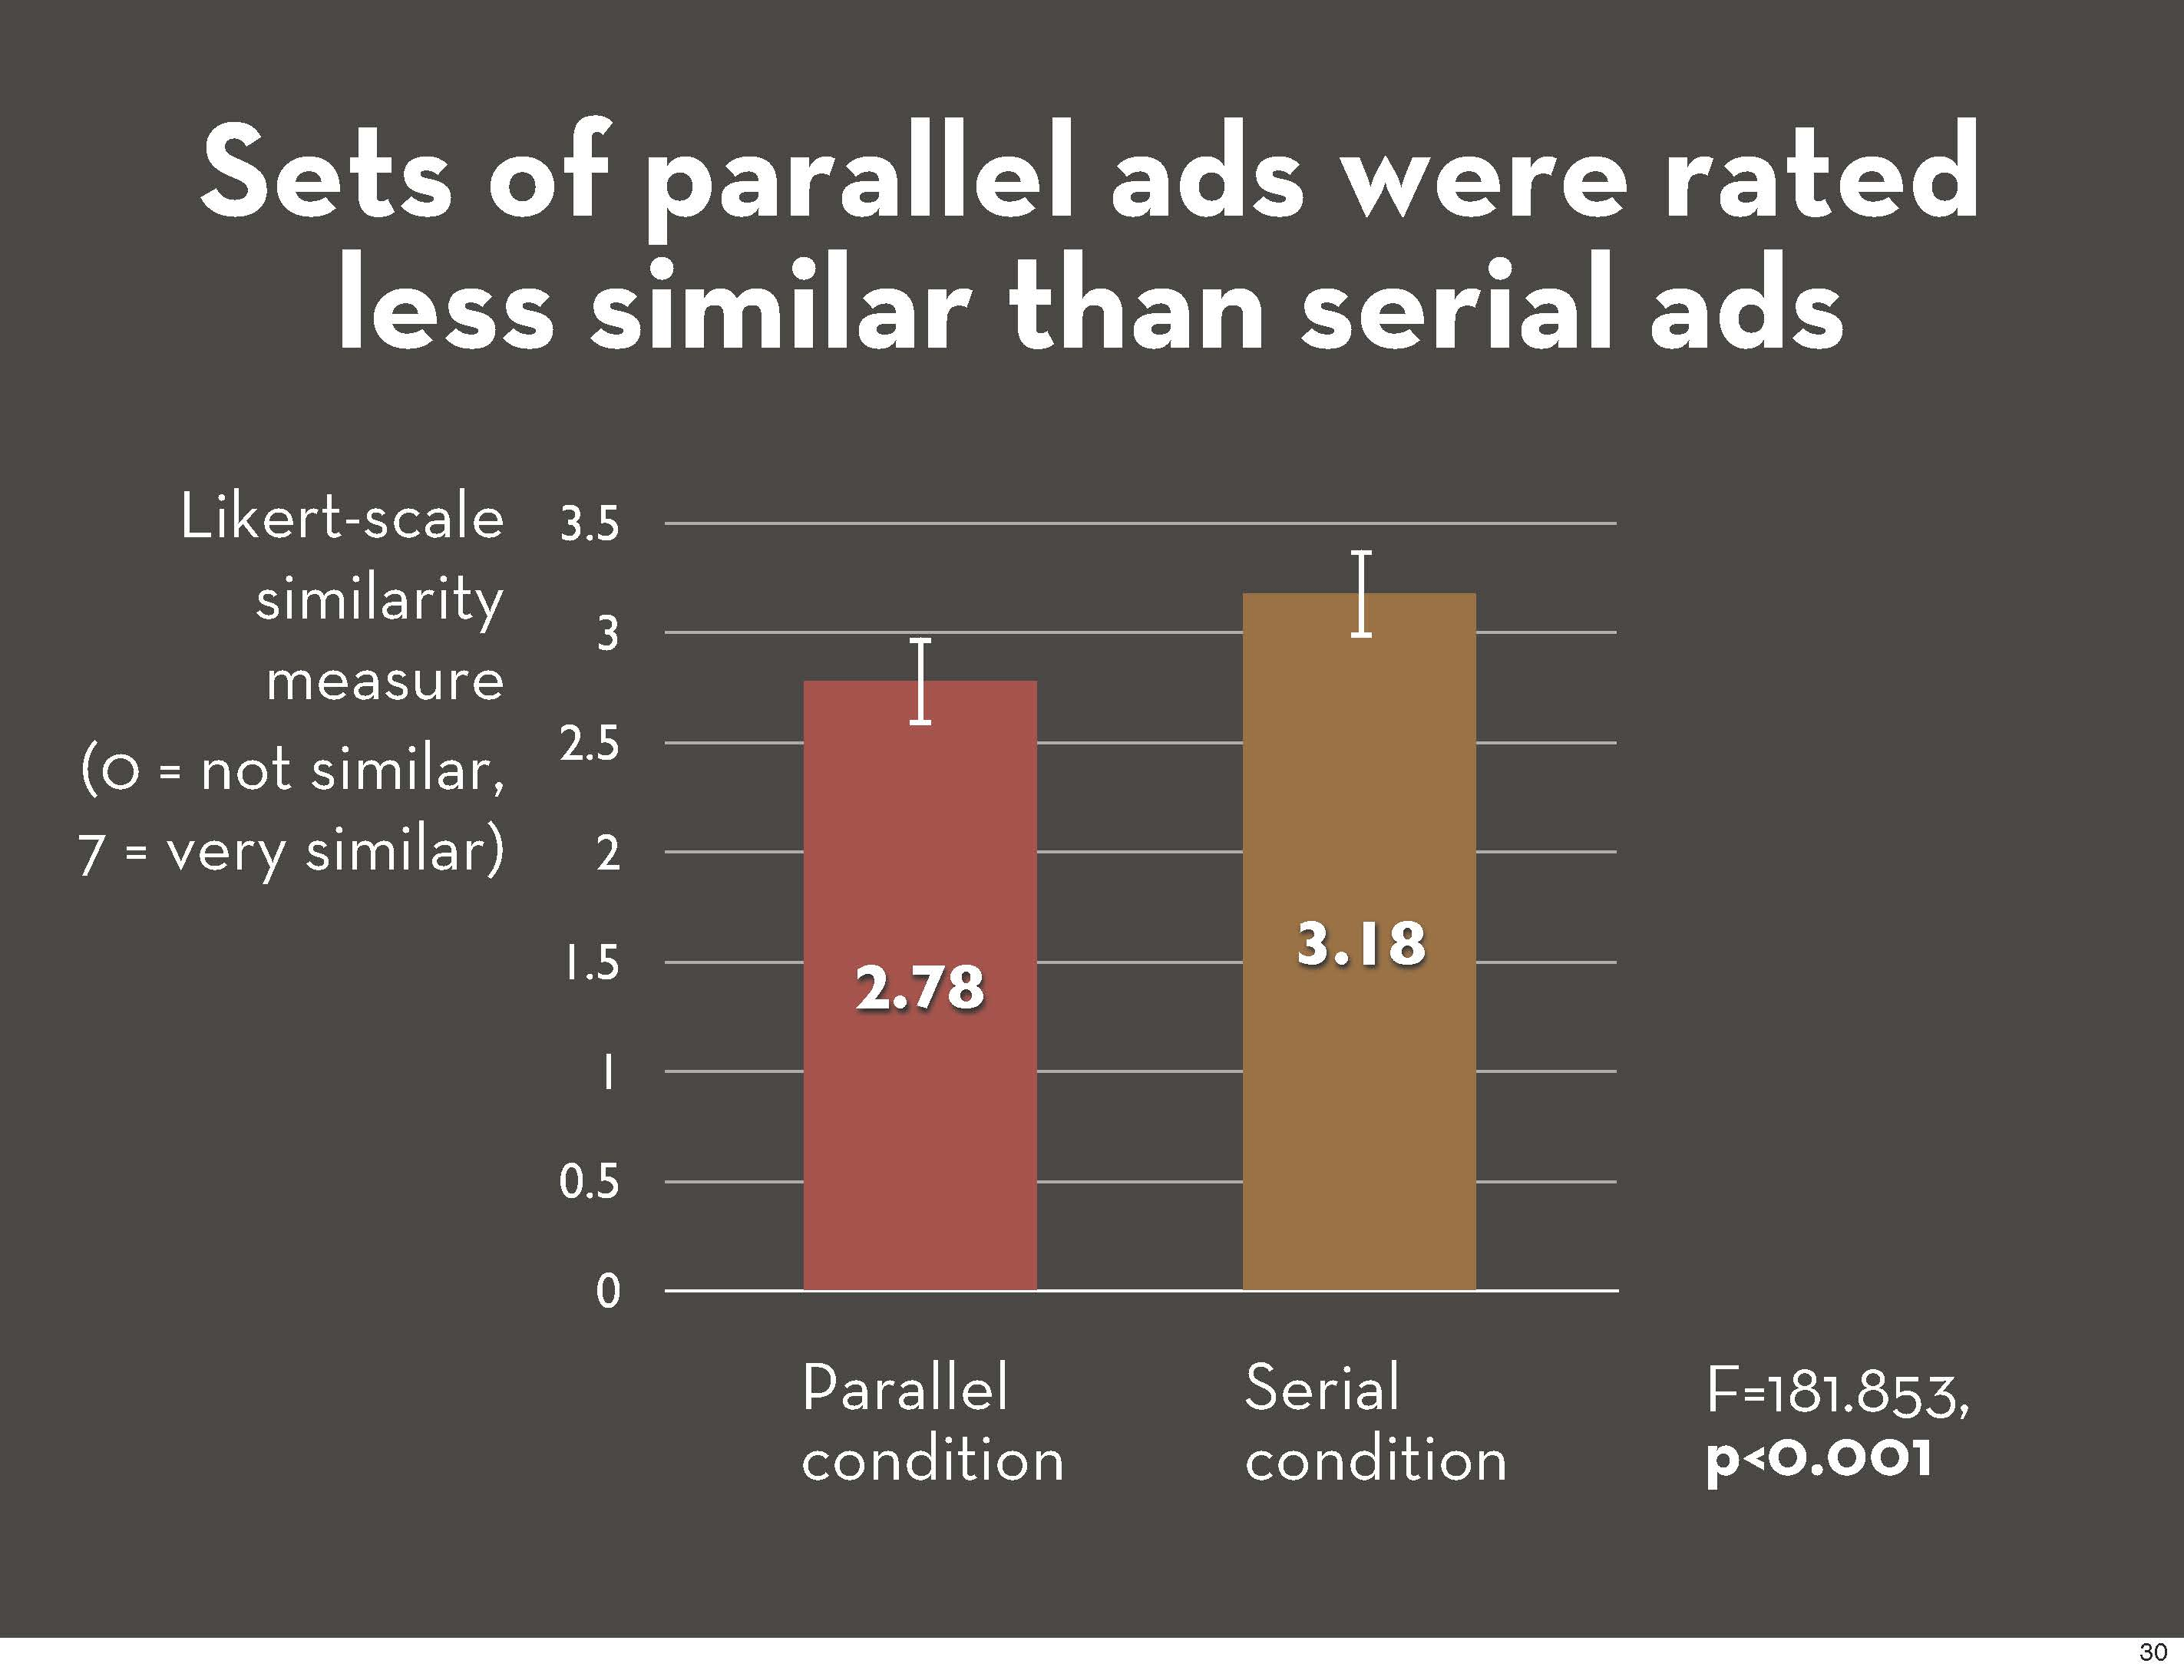 Sets of parallel ads were rated
less similar than serial ads
Likert-scale
similarity
measure
(0 = not similar,
7 = very similar)
3.5
3
2.5
2
1.5
1
0.5
0
2.78
3.18
Parallel
condition
Serial
condition
F=181.853,
p<0.001
30